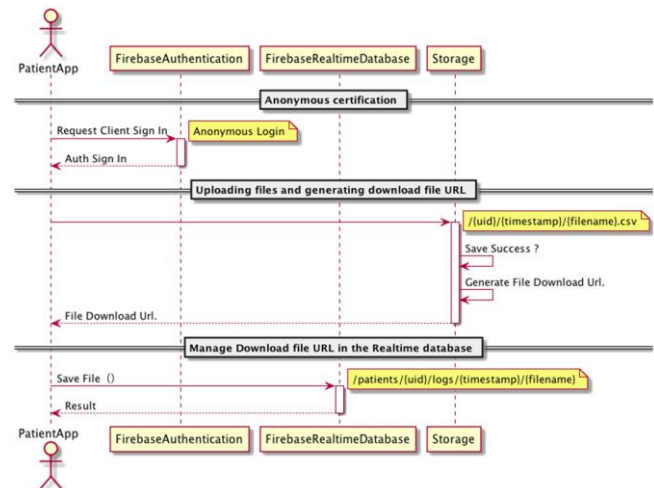 PatientApp
FirebaseAuthentication
FirebaseRealtimeDatabase
Storage
Anonymous certification
Request Client Sign In
Anonymous Login
Auth Sign In
Uploading files and generating download file URL
/{uid}/{timestamp}/{filename}.csv
Save Success ?
Generate File Download Url.
File Download Url.
Manage Download file URL in the Realtime database
Save File ()
/patients/{uid}/logs/{timestamp}/{filename}
Result
PatientApp
FirebaseAuthentication
FirebaseRealtimeDatabase
Storage